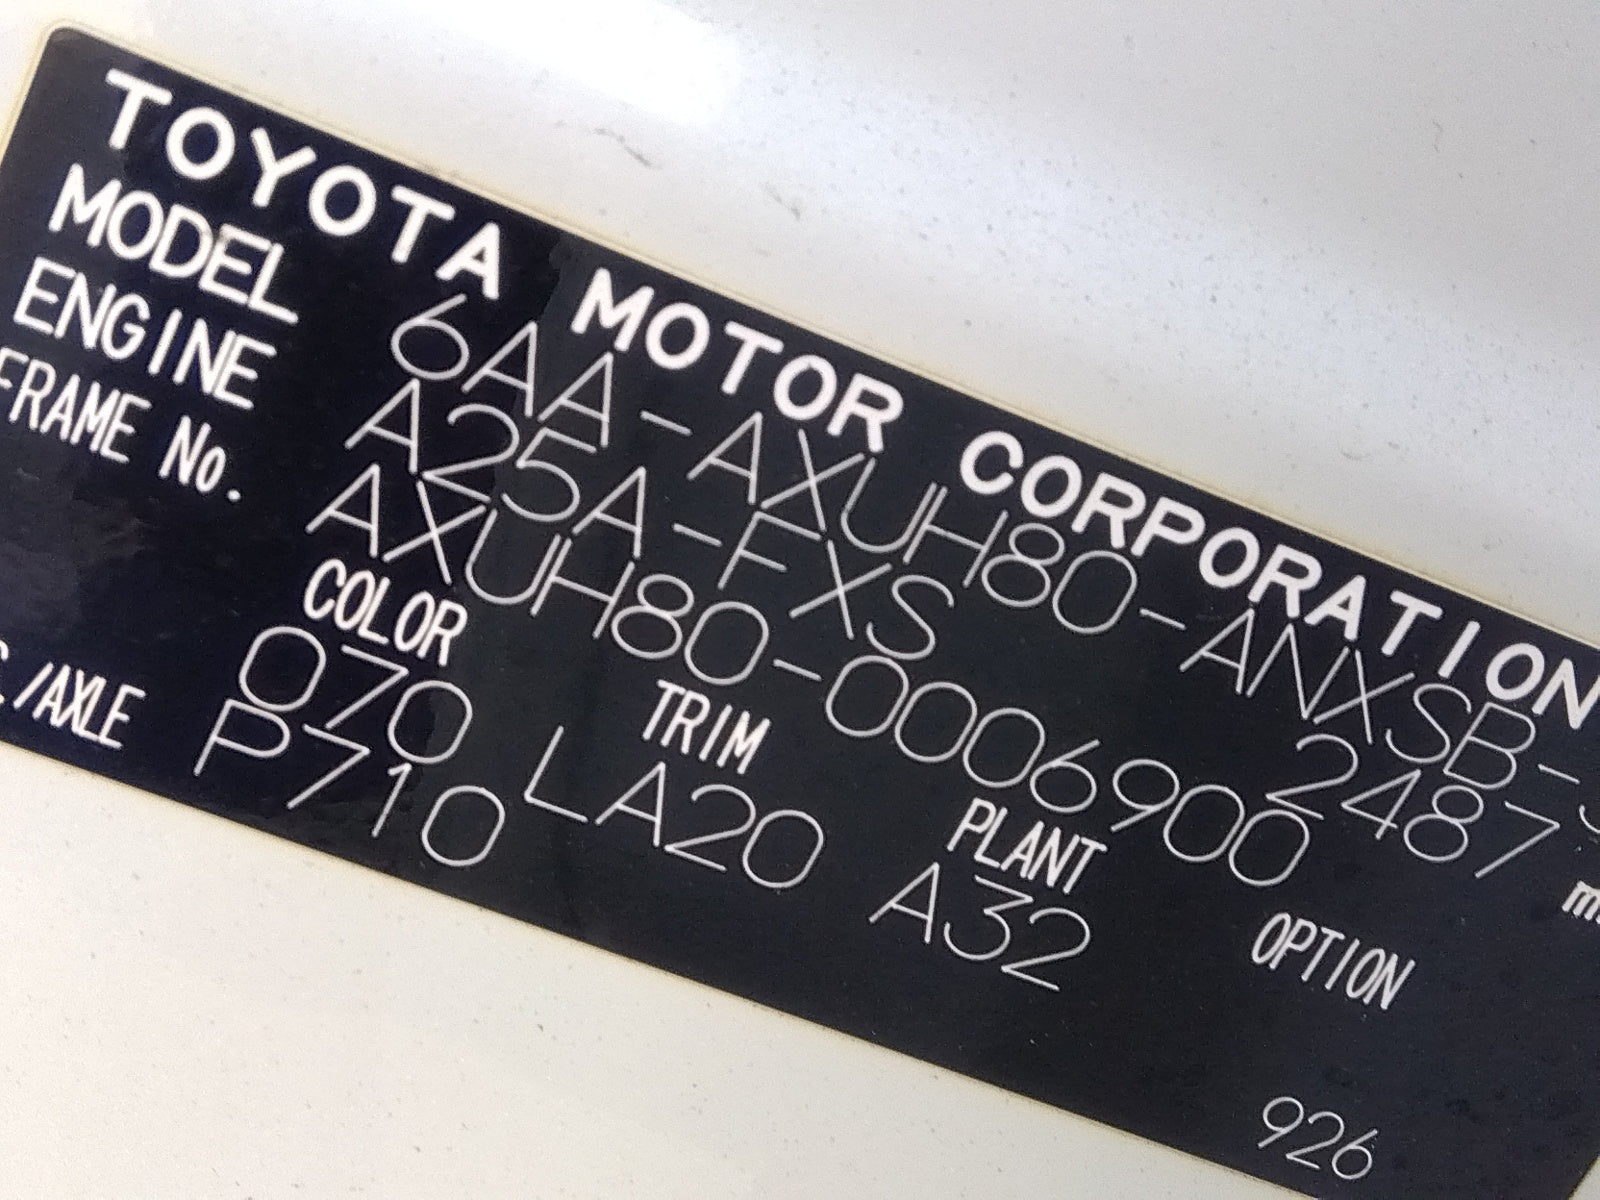 TOYOTA MOTOR CORPORATION
MODEL 6AA-AXUH80-ANXSB-
ENGINE A25A-FXS 2487
FRAME No. AXUH80-0006900
COLOR TRIM PLANT OPTION
070 LA20 A32
/AXLE P710
926